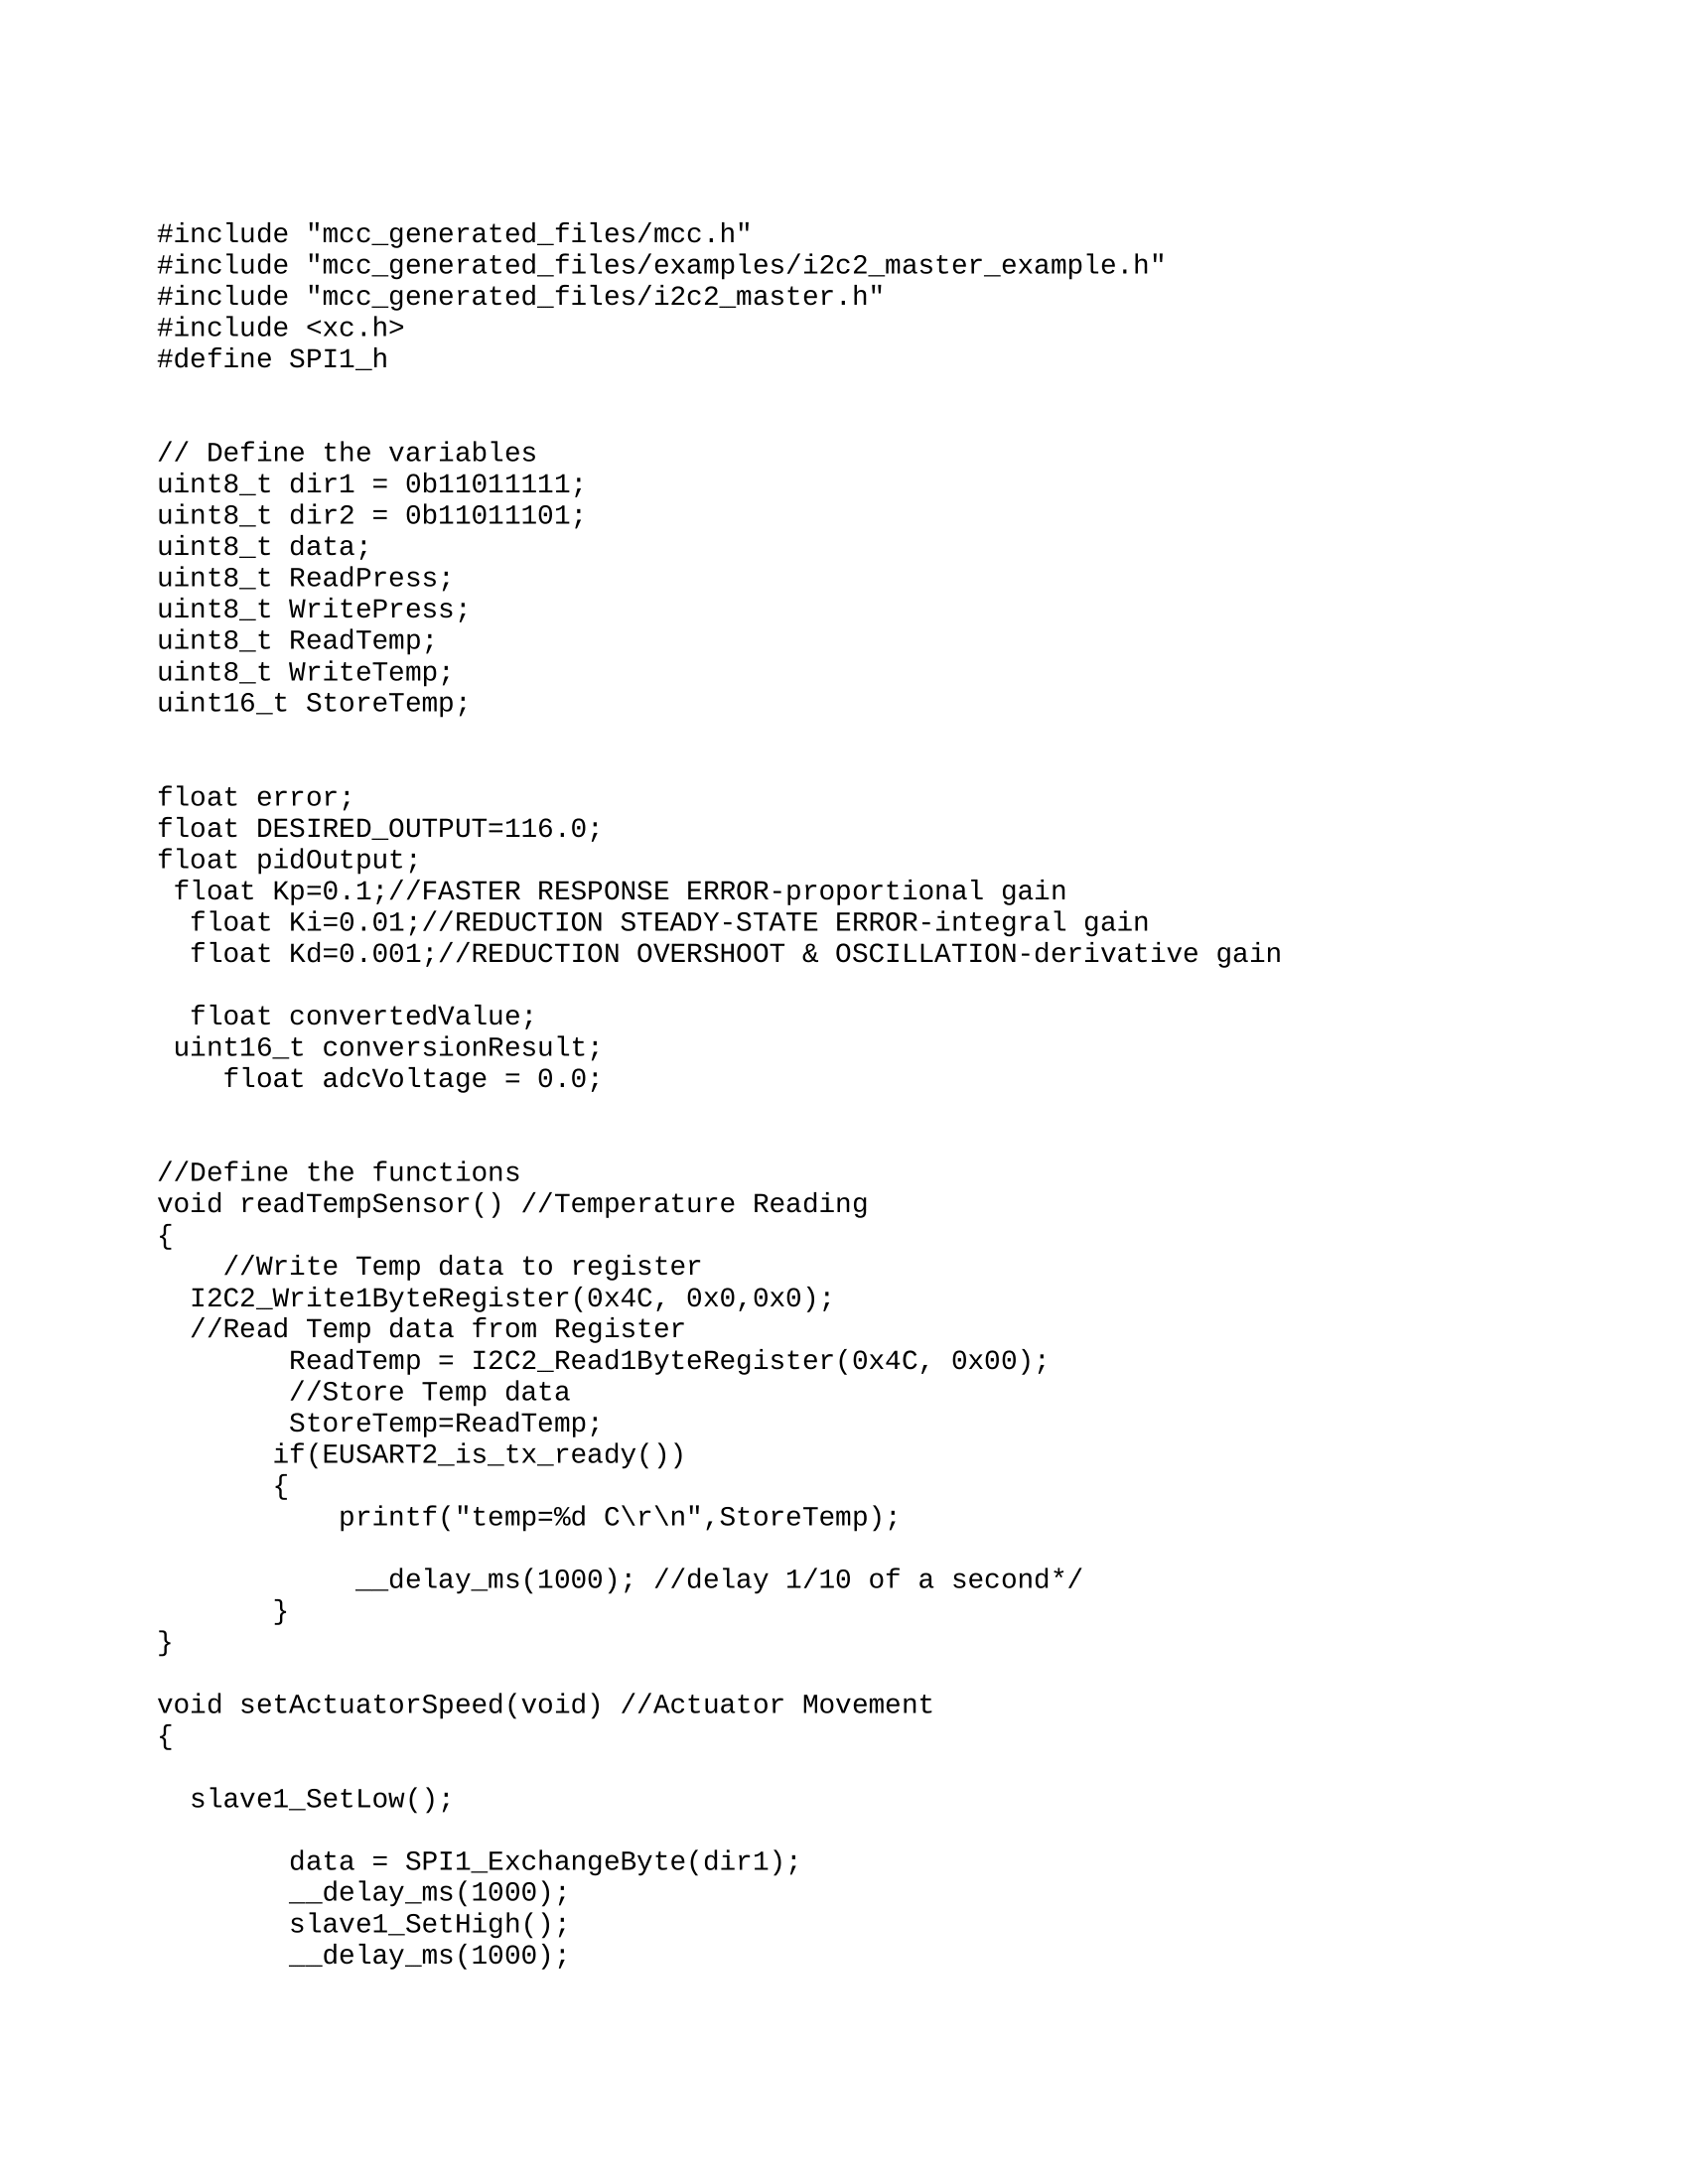 #include "mcc_generated_files/mcc.h"
#include "mcc_generated_files/examples/i2c2_master_example.h"
#include "mcc_generated_files/i2c2_master.h"
#include <xc.h>
#define SPI1_h
// Define the variables
uint8_t dir1 = 0b11011111;
uint8_t dir2 = 0b11011101;
uint8_t data;
uint8_t ReadPress;
uint8_t WritePress;
uint8_t ReadTemp;
uint8_t WriteTemp;
uint16_t StoreTemp;
float error;
float DESIRED_OUTPUT=116.0;
float pidOutput;
 float Kp=0.1;//FASTER RESPONSE ERROR-proportional gain
  float Ki=0.01;//REDUCTION STEADY-STATE ERROR-integral gain
  float Kd=0.001;//REDUCTION OVERSHOOT & OSCILLATION-derivative gain
  float convertedValue;
 uint16_t conversionResult;
    float adcVoltage = 0.0;
//Define the functions
void readTempSensor() //Temperature Reading
{
    //Write Temp data to register
  I2C2_Write1ByteRegister(0x4C, 0x0,0x0);
  //Read Temp data from Register
        ReadTemp = I2C2_Read1ByteRegister(0x4C, 0x00);
        //Store Temp data
        StoreTemp=ReadTemp;
       if(EUSART2_is_tx_ready())
       {
           printf("temp=%d C\r\n",StoreTemp);
            __delay_ms(1000); //delay 1/10 of a second*/
       }
}
void setActuatorSpeed(void) //Actuator Movement
{
  slave1_SetLow();
        data = SPI1_ExchangeByte(dir1);
        __delay_ms(1000);
        slave1_SetHigh();
        __delay_ms(1000);